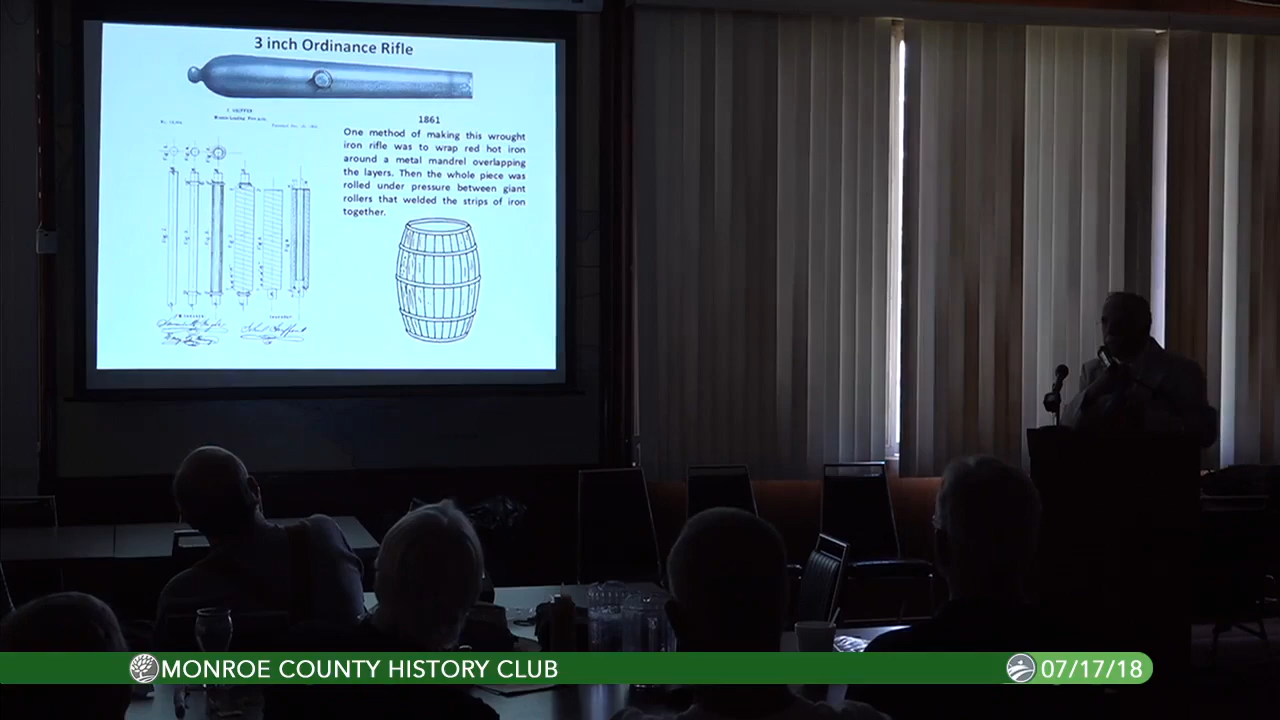 3 inch Ordinance Rifle
1861
One method of making this wrought
iron rifle was to wrap red hot iron
around a metal mandrel overlapping
the layers. Then the whole piece was
rolled under pressure between giant
rollers that welded the strips of iron
together.
MONROE COUNTY HISTORY CLUB
07/17/18